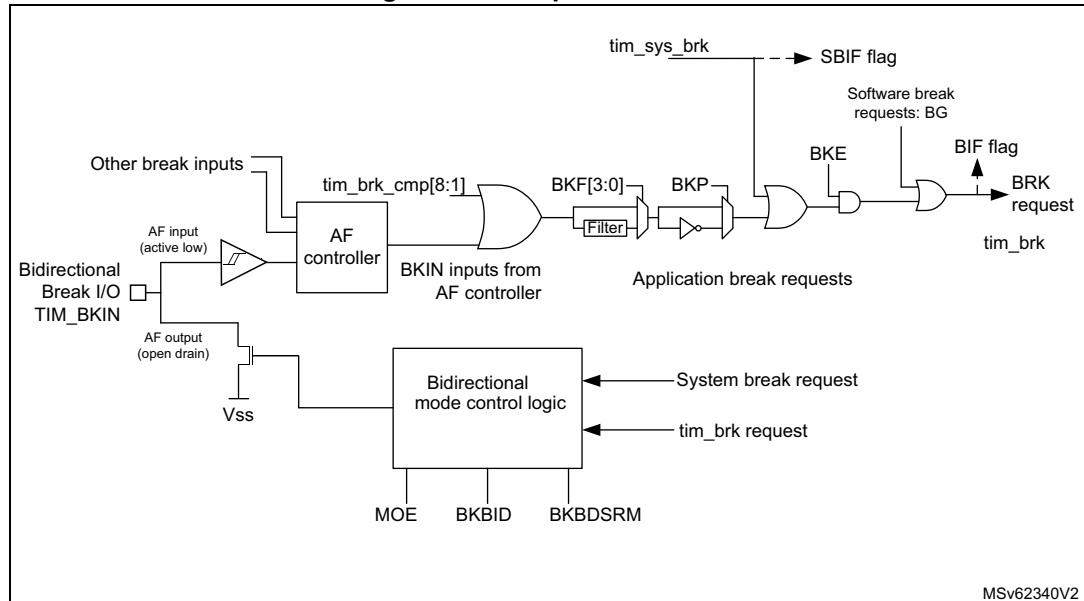 tim_sys_brk
SBIF flag
Software break
requests: BG
BIF flag
BKE
Other break inputs
tim_brk_cmp[8:1]
BKF[3:0]
BKP
BRK
request
Filter
tim_brk
AF input
(active low)
AF
controller
BKIN inputs from
AF controller
Application break requests
Bidirectional
Break I/O
TIM_BKIN
AF output
(open drain)
Vss
Bidirectional
mode control logic
System break request
tim_brk request
MOE
BKBID
BKBDSRM
MSv62340V2